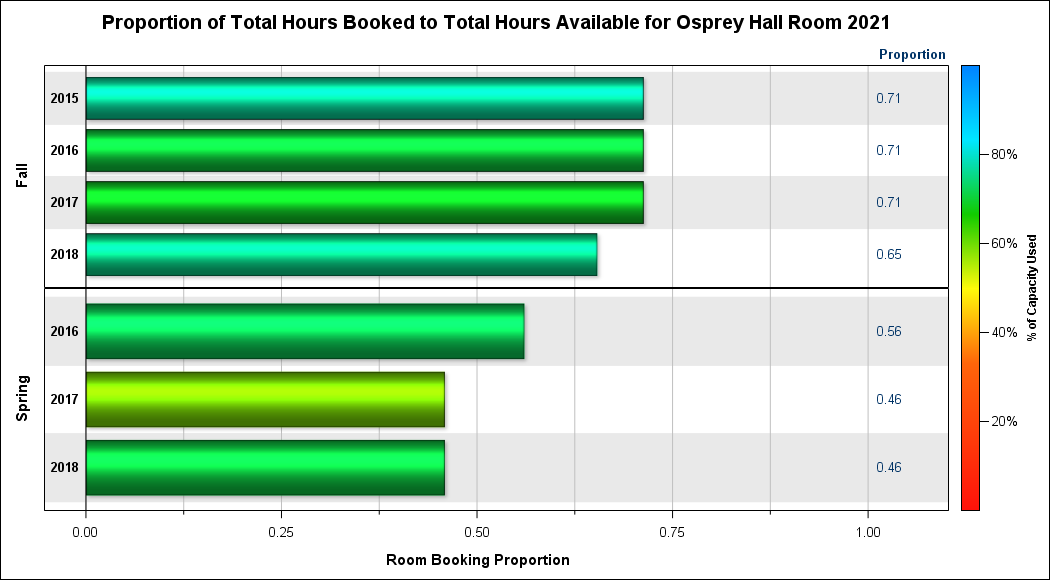 Proportion of Total Hours Booked to Total Hours Available for Osprey Hall Room 2021
Proportion
Fall
2015 0.71
2016 0.71
2017 0.71
2018 0.65
Spring
2016 0.56
2017 0.46
2018 0.46
0.00 0.25 0.50 0.75 1.00
Room Booking Proportion
80%
60%
40%
20%
% of Capacity Used